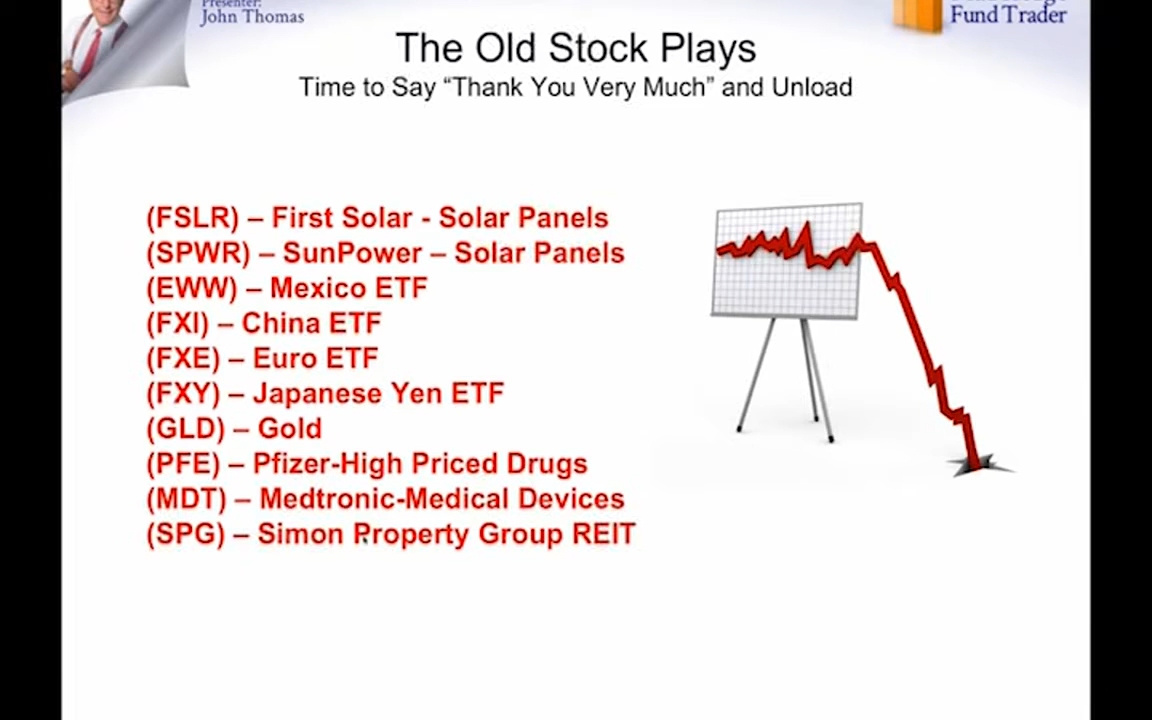 Presenter:
John Thomas
Fund Trader
The Old Stock Plays
Time to Say “Thank You Very Much” and Unload
(FSLR) – First Solar - Solar Panels
(SPWR) – SunPower – Solar Panels
(EWW) – Mexico ETF
(FXI) – China ETF
(FXE) – Euro ETF
(FXY) – Japanese Yen ETF
(GLD) – Gold
(PFE) – Pfizer-High Priced Drugs
(MDT) – Medtronic-Medical Devices
(SPG) – Simon Property Group REIT